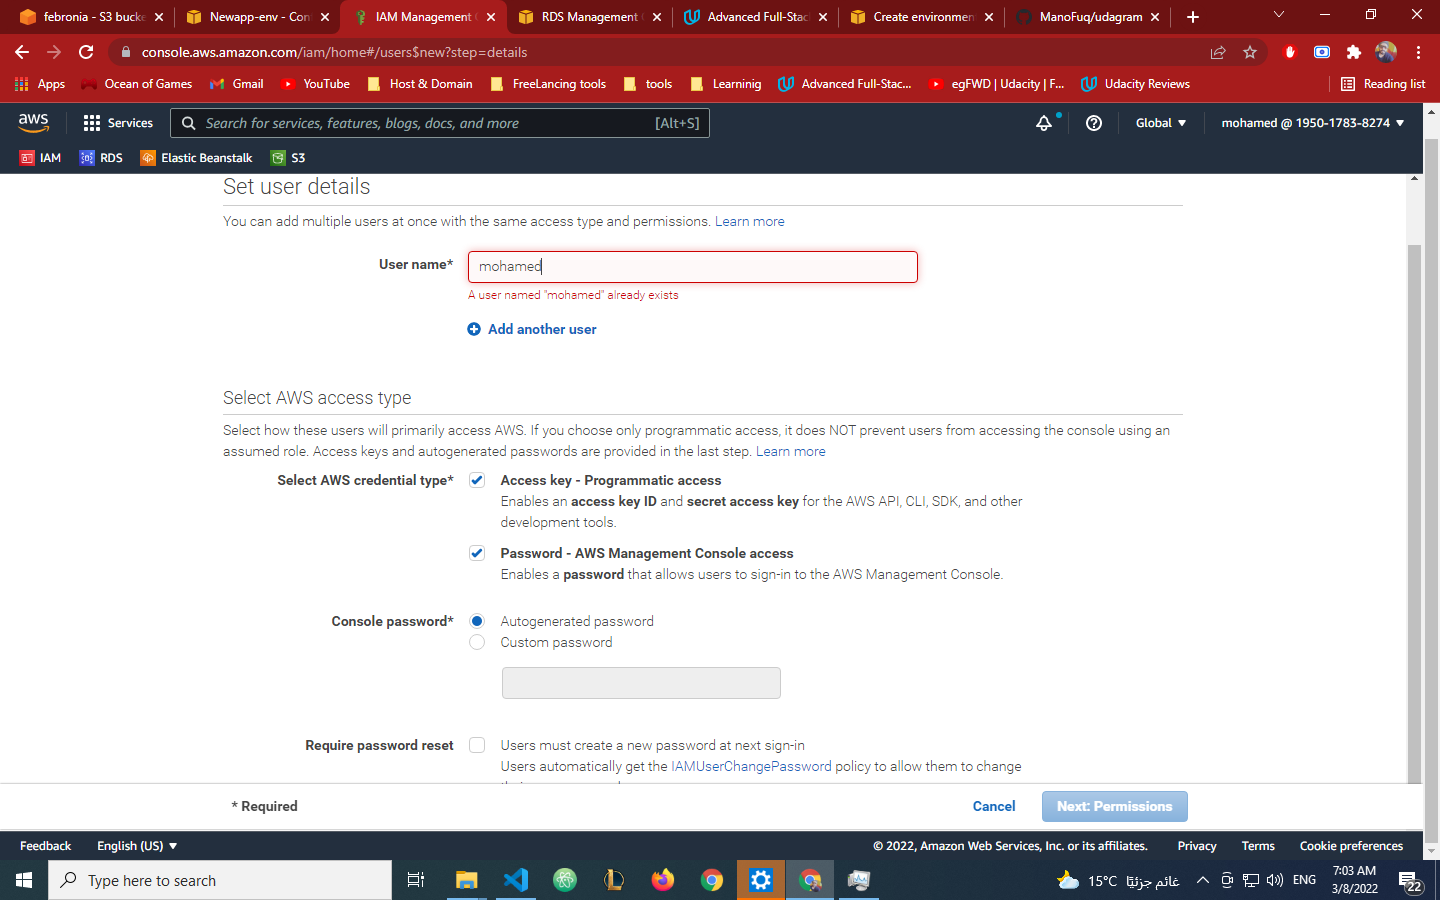 febronia - S3 bucke
Newapp-env - Conf
IAM Management C
RDS Management C
Advanced Full-Stac
Create environmen
ManoFuq/udagram
console.aws.amazon.com/iam/home#/users$new?step=details
Apps
Ocean of Games
Gmail
YouTube
Host & Domain
FreeLancing tools
tools
Learninig
Advanced Full-Stac...
egFWD | Udacity | F...
Udacity Reviews
Reading list
aws
Services
Search for services, features, blogs, docs, and more
[Alt+S]
Global
mohamed @ 1950-1783-8274
IAM
RDS
Elastic Beanstalk
S3
Set user details
You can add multiple users at once with the same access type and permissions. Learn more
User name*
mohamed
A user named "mohamed" already exists
Add another user
Select AWS access type
Select how these users will primarily access AWS. If you choose only programmatic access, it does NOT prevent users from accessing the console using an
assumed role. Access keys and autogenerated passwords are provided in the last step. Learn more
Select AWS credential type*
Access key - Programmatic access
Enables an access key ID and secret access key for the AWS API, CLI, SDK, and other
development tools.
Password - AWS Management Console access
Enables a password that allows users to sign-in to the AWS Management Console.
Console password*
Autogenerated password
Custom password
Require password reset
Users must create a new password at next sign-in
Users automatically get the IAMUserChangePassword policy to allow them to change
* Required
Cancel
Next: Permissions
Feedback
English (US)
© 2022, Amazon Web Services, Inc. or its affiliates.
Privacy
Terms
Cookie preferences
Type here to search
15°C غائم جزئيًا
ENG
7:03 AM
3/8/2022
22